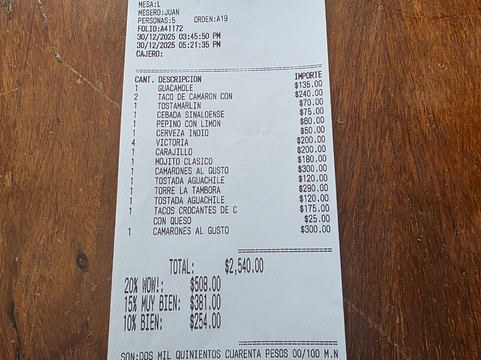 MESA:L
MESERO:JUAN
PERSONAS:5 ORDEN:A19
FOLIO:A41172
30/12/2025 03:45:50 PM
30/12/2025 05:21:35 PM
CAJERO:
CANT. DESCRIPCION IMPORTE
1 GUACAMOLE $135.00
2 TACO DE CAMARON CON $240.00
1 TOSTAMARLIN $70.00
1 CEBADA SINALOENSE $75.00
1 PEPINO CON LIMON $60.00
1 CERVEZA INDIO $50.00
4 VICTORIA $200.00
1 CARAJILLO $200.00
1 MOJITO CLASICO $180.00
1 CAMARONES AL GUSTO $300.00
1 TOSTADA AGUACHILE $120.00
1 TORRE LA TAMBORA $290.00
1 TOSTADA AGUACHILE $120.00
1 TACOS CROCANTES DE C $175.00
CON QUESO $25.00
1 CAMARONES AL GUSTO $300.00
TOTAL: $2,540.00
20% WOW!: $508.00
15% MUY BIEN: $381.00
10% BIEN: $254.00
SON:DOS MIL QUINIENTOS CUARENTA PESOS 00/100 M.N